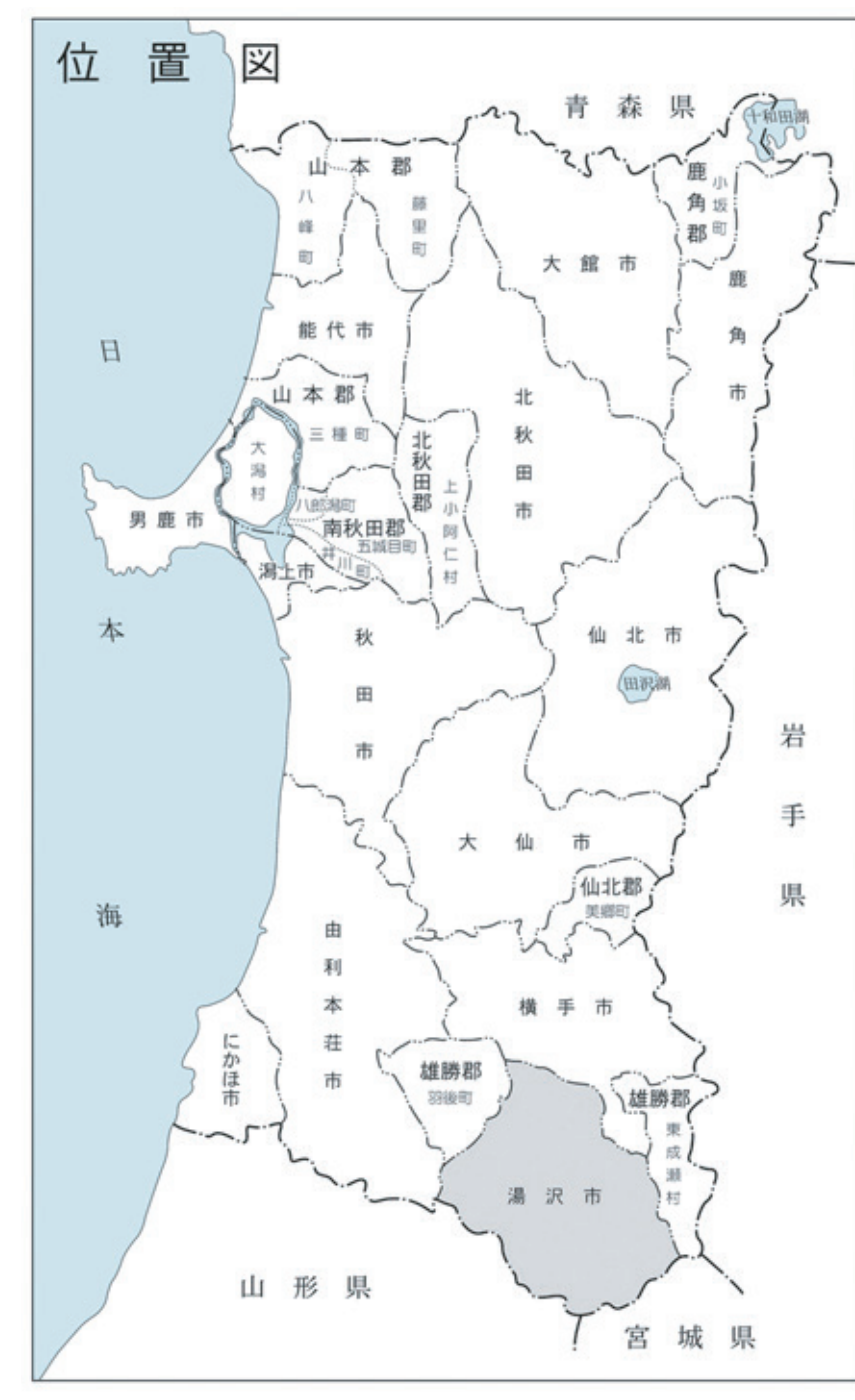 位置図
青森県
十和田湖
山本郡
八峰町
藤里町
鹿角郡
小坂町
大館市
鹿角市
能代市
日本海
山本郡
三種町
大潟村
北秋田市
北秋田郡
上小阿仁村
男鹿市
八郎潟町
南秋田郡
五城目町
井川町
潟上市
秋田市
仙北市
田沢湖
岩手県
大仙市
仙北郡
美郷町
由利本荘市
横手市
にかほ市
雄勝郡
羽後町
雄勝郡
東成瀬村
湯沢市
山形県
宮城県